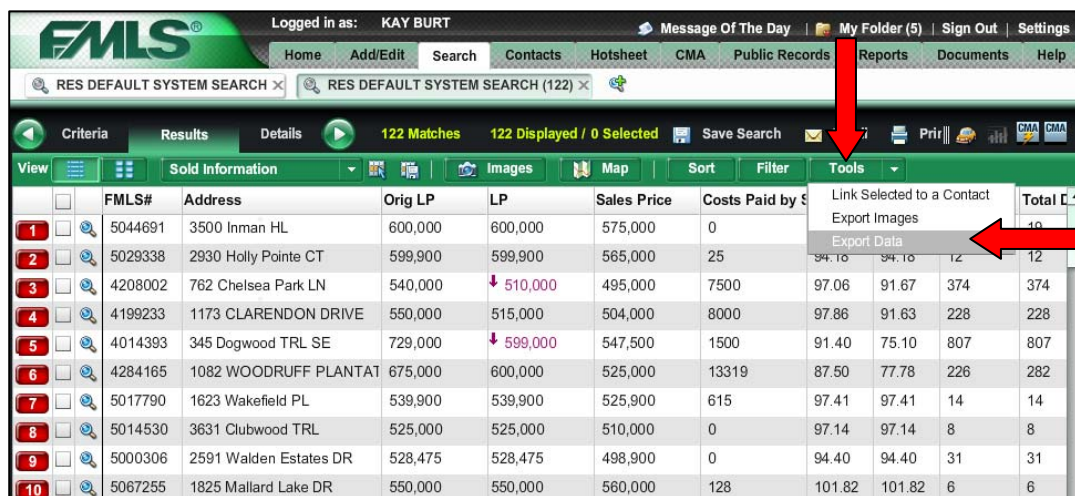 FMLS® Logged in as: KAY BURT Message Of The Day | My Folder (5) | Sign Out | Settings
Home Add/Edit Search Contacts Hotsheet CMA Public Records Reports Documents Help
RES DEFAULT SYSTEM SEARCH × RES DEFAULT SYSTEM SEARCH (122) ×
Criteria Results Details 122 Matches 122 Displayed / 0 Selected Save Search CMA CMA
View Sold Information Images Map Sort Filter Tools
FMLS# Address Orig LP LP Sales Price Costs Paid by Total
Link Selected to a Contact
Export Images
Export Data
1 5044691 3500 Inman HL 600,000 600,000 575,000 0 19
2 5029338 2930 Holly Pointe CT 599,900 599,900 565,000 25 94.18 94.18 12 12
3 4208002 762 Chelsea Park LN 540,000 510,000 495,000 7500 97.06 91.67 374 374
4 4199233 1173 CLARENDON DRIVE 550,000 515,000 504,000 8000 97.86 91.63 228 228
5 4014393 345 Dogwood TRL SE 729,000 599,000 547,500 1500 91.40 75.10 807 807
6 4284165 1082 WOODRUFF PLANTAT 675,000 600,000 525,000 13319 87.50 77.78 226 282
7 5017790 1623 Wakefield PL 539,900 539,900 525,900 615 97.41 97.41 14 14
8 5014530 3631 Clubwood TRL 525,000 525,000 510,000 0 97.14 97.14 8 8
9 5000306 2591 Walden Estates DR 528,475 528,475 498,900 0 94.40 94.40 31 31
10 5067255 1825 Mallard Lake DR 550,000 550,000 560,000 128 101.82 101.82 6 6